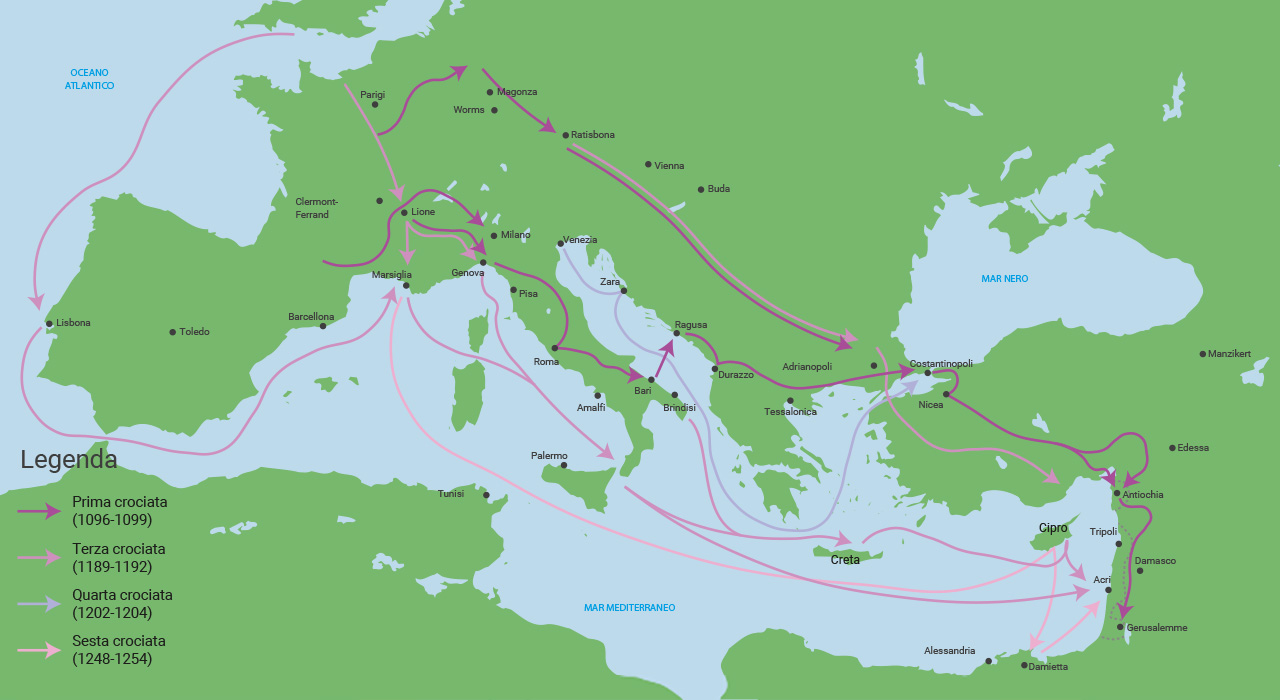 OCEANO
ATLANTICO
Parigi
Magonza
Worms
Ratisbona
Vienna
Buda
Clermont-
Ferrand
Lione
Milano
Venezia
Marsiglia
Genova
Zara
MAR NERO
Pisa
Lisbona
Barcellona
Toledo
Ragusa
Manzikert
Roma
Durazzo
Adrianopoli
Costantinopoli
Bari
Nicea
Amalfi
Brindisi
Tessalonica
Edessa
Palermo
Tunisi
Antiochia
Cipro
Tripoli
Creta
Damasco
Acri
MAR MEDITERRANEO
Gerusalemme
Alessandria
Damietta
Legenda
Prima crociata
(1096-1099)
Terza crociata
(1189-1192)
Quarta crociata
(1202-1204)
Sesta crociata
(1248-1254)